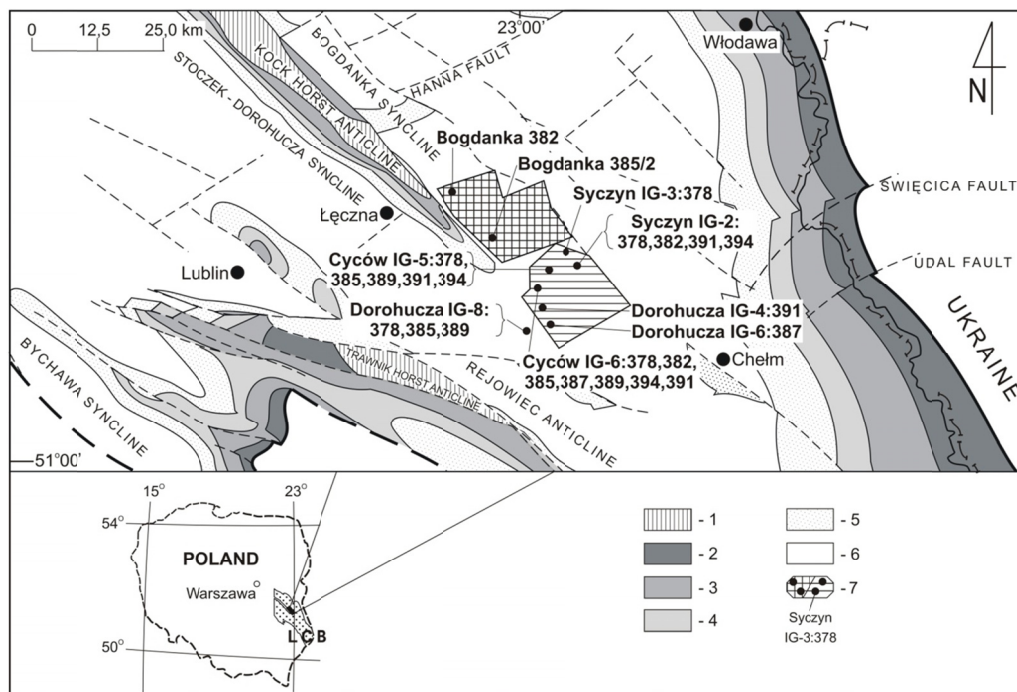 0 12,5 25,0 km
23°00'
Włodawa
N
KOCK HORST ANTICLINE
BOGDANKA SYNCLINE
HANNA FAULT
STOCZEK - DOROHUCZA SYNCLINE
Bogdanka 382
Bogdanka 385/2
Syczyn IG-3:378
ŚWIĘCICA FAULT
Łęczna
Syczyn IG-2:
378,382,391,394
Cyców IG-5:378,
385,389,391,394
Lublin
UDAL FAULT
Dorohucza IG-8:
378,385,389
Dorohucza IG-4:391
Dorohucza IG-6:387
UKRAINE
Cyców IG-6:378,382,
385,387,389,394,391
Chełm
TRAWNIK HORST ANTICLINE
REJOWIEC ANTICLINE
BYCHAWA SYNCLINE
51°00'
15°
23°
54°
POLAND
Warszawa
L C B
50°
- 1
- 2
- 3
- 4
- 5
- 6
- 7
Syczyn
IG-3:378